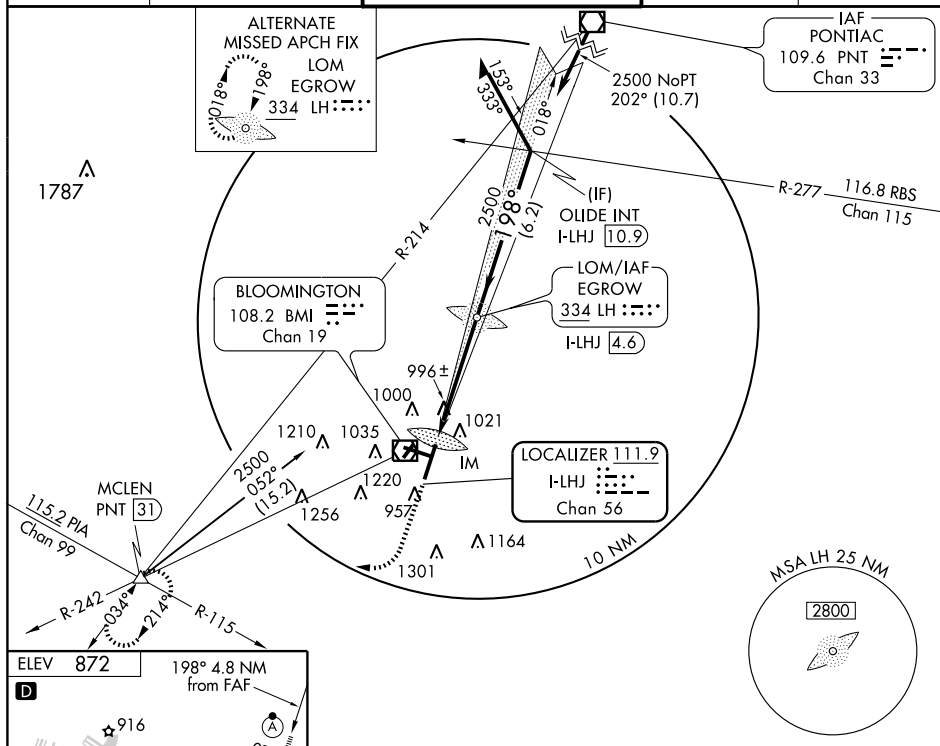 ALTERNATE
MISSED APCH FIX
LOM
EGROW
334 LH
018°
198°
IAF
PONTIAC
109.6 PNT
Chan 33
2500 NoPT
202° (10.7)
153°
333°
018°
1787
R-277
116.8 RBS
Chan 115
(IF)
OLIDE INT
I-LHJ 10.9
2500
198°
(6.2)
R-214
LOM/IAF
EGROW
334 LH
I-LHJ 4.6
BLOOMINGTON
108.2 BMI
Chan 19
996±
1000
1021
1210
1035
IM
LOCALIZER 111.9
I-LHJ
Chan 56
2500
052°
(15.2)
MCLEN
PNT 31
1220
1256
957
115.2 PIA
Chan 99
1164
1301
10 NM
MSA LH 25 NM
2800
R-242
034°
214°
R-115
ELEV 872
198° 4.8 NM
from FAF
D
916
A